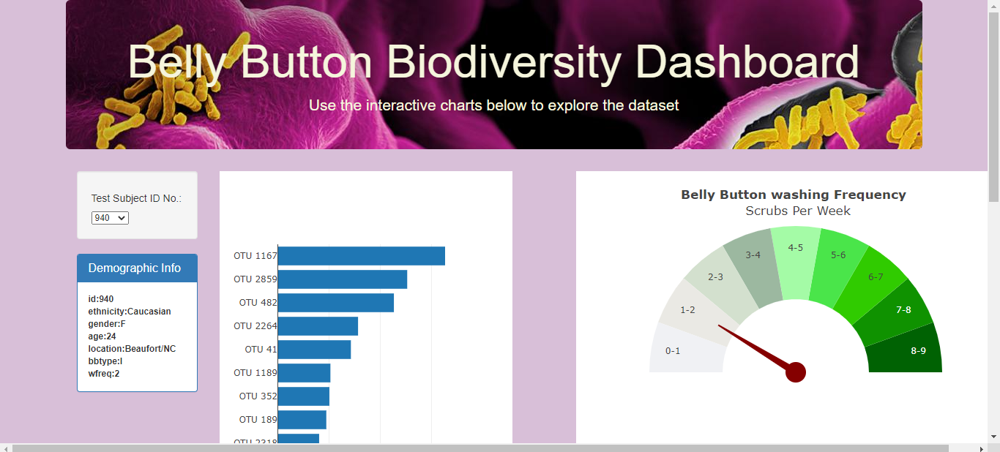 Belly Button Biodiversity Dashboard
Use the interactive charts below to explore the dataset
Test Subject ID No.:
940
Demographic Info
id:940
ethnicity:Caucasian
gender:F
age:24
location:Beaufort/NC
bbtype:I
wfreq:2
OTU 1167
OTU 2859
OTU 482
OTU 2264
OTU 41
OTU 1189
OTU 352
OTU 189
OTU 2318
Belly Button washing Frequency
Scrubs Per Week
0-1
1-2
2-3
3-4
4-5
5-6
6-7
7-8
8-9